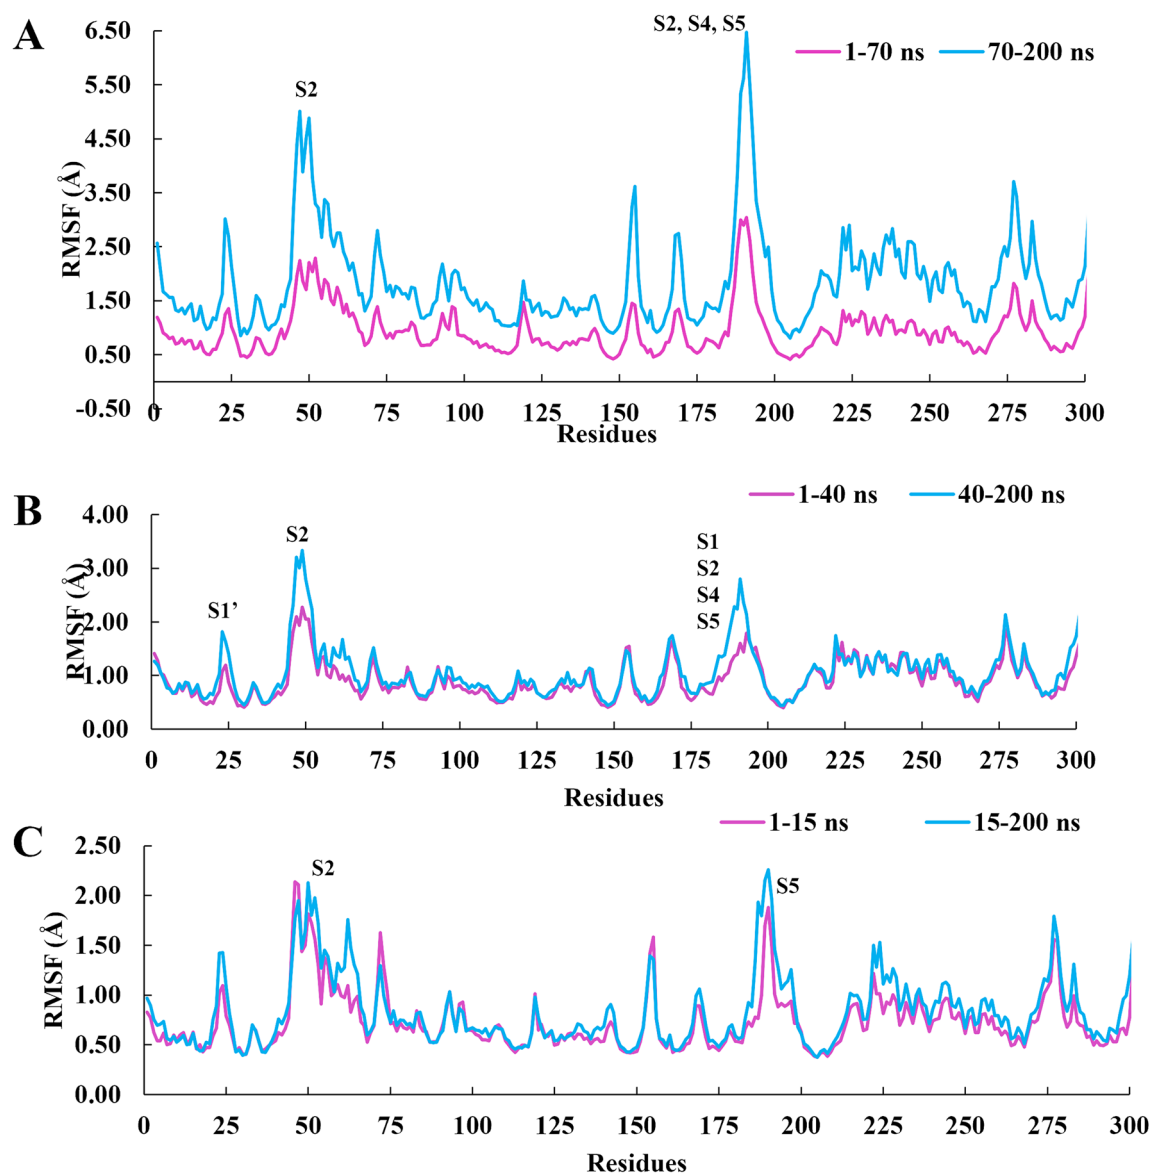 A
S2, S4, S5
1-70 ns
70-200 ns
S2
6.50
5.50
4.50
3.50
2.50
1.50
0.50
-0.50
RMSF (Å)
0 25 50 75 100 125 150 175 200 225 250 275 300
Residues
B
1-40 ns
40-200 ns
4.00
3.00
2.00
1.00
0.00
RMSF (Å)
S1’
S2
S1
S2
S4
S5
0 25 50 75 100 125 150 175 200 225 250 275 300
Residues
C
1-15 ns
15-200 ns
2.50
2.00
1.50
1.00
0.50
0.00
RMSF (Å)
S2
S5
0 25 50 75 100 125 150 175 200 225 250 275 300
Residues